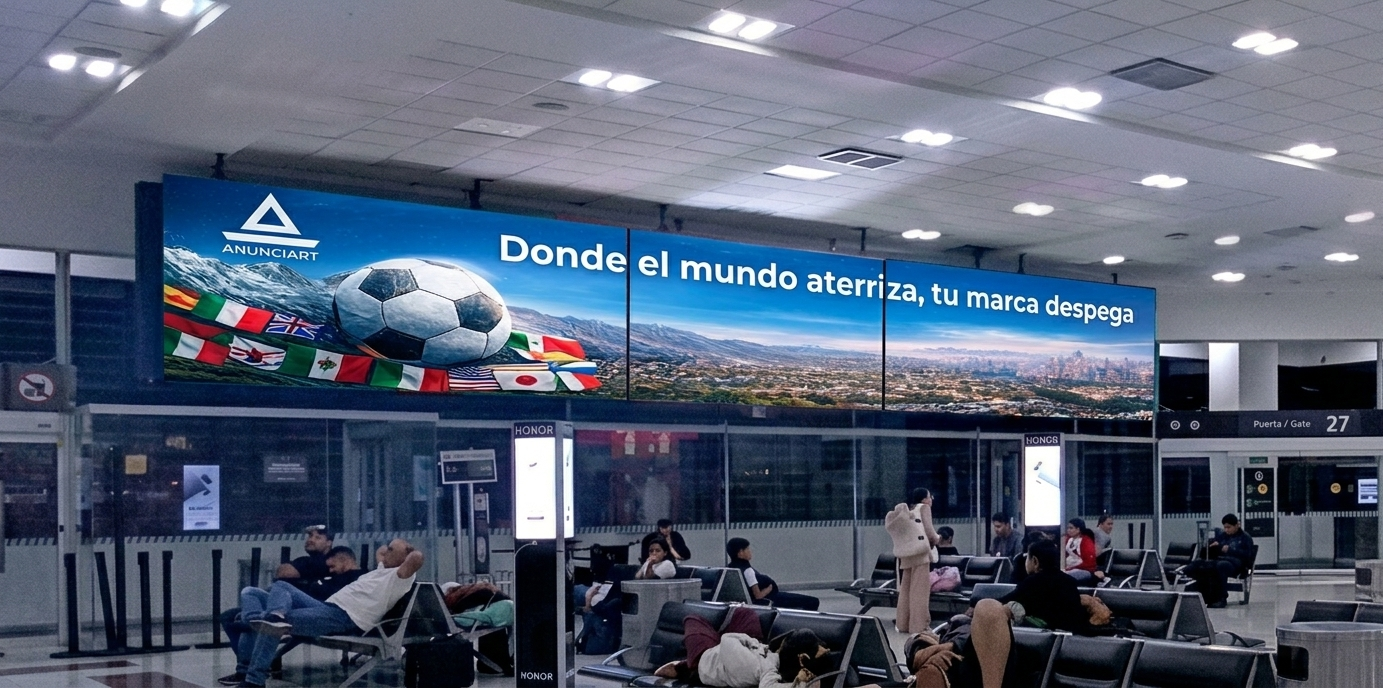 ANUNCIART
Donde el mundo aterriza, tu marca despega
HONOR
HONOR
Puerta / Gate 27